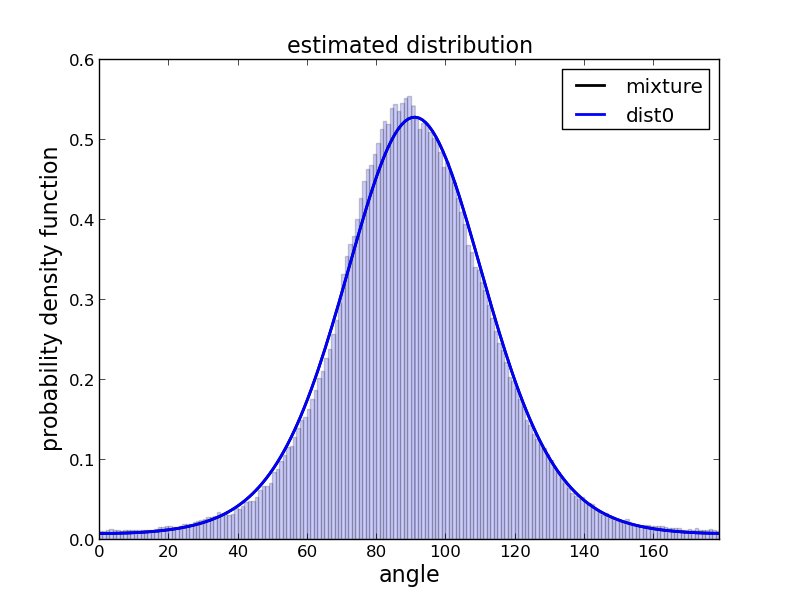 estimated distribution
mixture
dist0
probability density function
0.6
0.5
0.4
0.3
0.2
0.1
0.0
0 20 40 60 80 100 120 140 160
angle